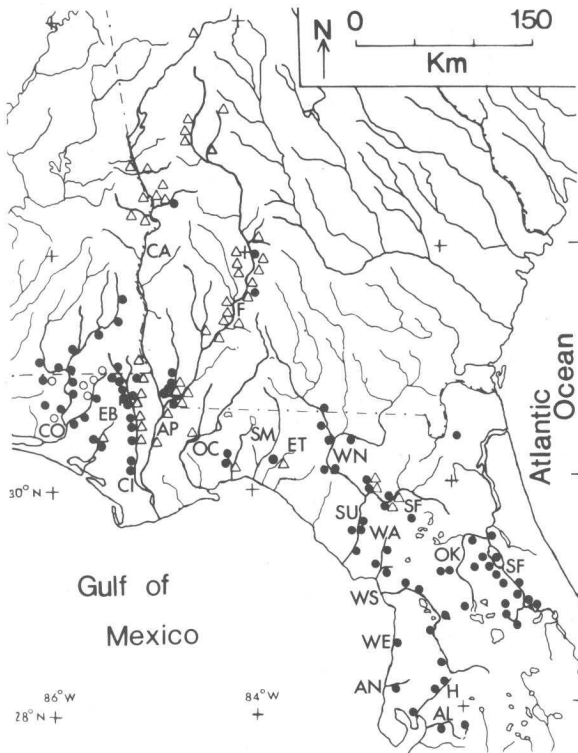 0 150
N
Km
CA
F
Atlantic Ocean
CO
EB
AP
OC
SM
ET
WN
CI
30°N
SU
SF
WA
OK
SF
WS
Gulf of
Mexico
WE
AN
H
AL
86°W
84°W
28°N